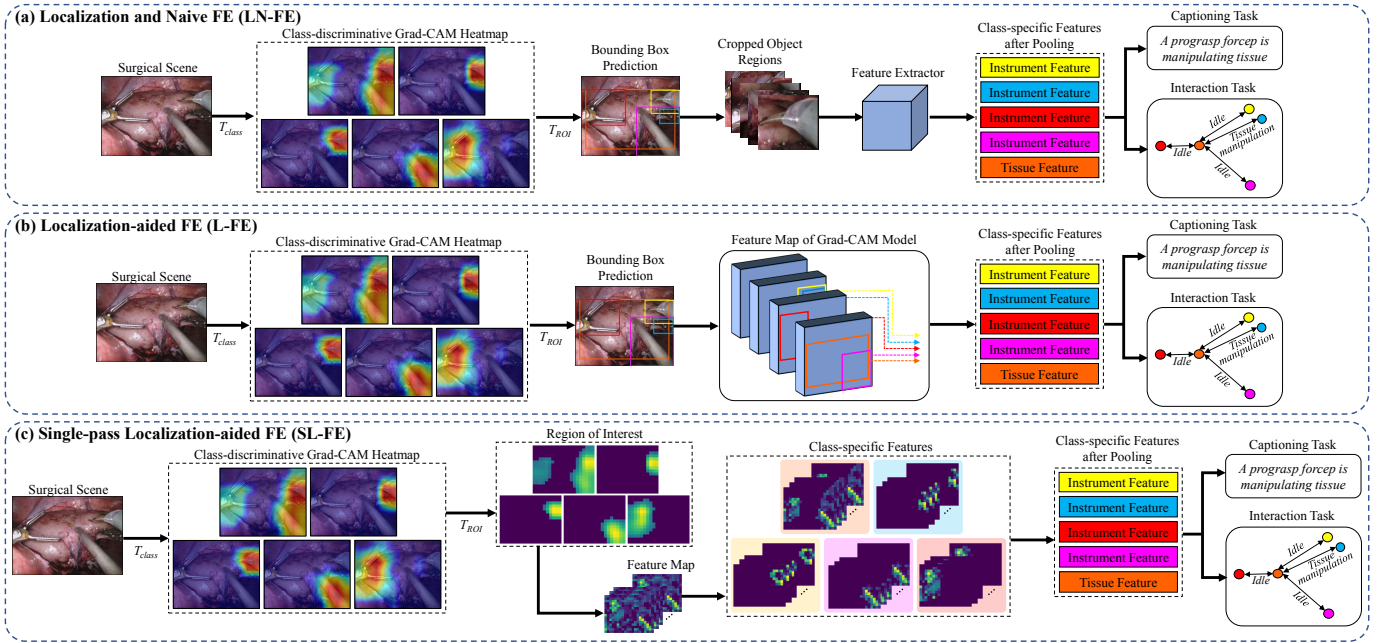 (a) Localization and Naive FE (LN-FE)
Class-discriminative Grad-CAM Heatmap
Surgical Scene
T_class
T_ROI
Bounding Box
Prediction
Cropped Object
Regions
Feature Extractor
Class-specific Features
after Pooling
Instrument Feature
Instrument Feature
Instrument Feature
Instrument Feature
Tissue Feature
Captioning Task
A prograsp forcep is
manipulating tissue
Interaction Task
Idle
Tissue
manipulation
Idle
Idle
(b) Localization-aided FE (L-FE)
Class-discriminative Grad-CAM Heatmap
Surgical Scene
T_class
T_ROI
Bounding Box
Prediction
Feature Map of Grad-CAM Model
Class-specific Features
after Pooling
Instrument Feature
Instrument Feature
Instrument Feature
Instrument Feature
Tissue Feature
Captioning Task
A prograsp forcep is
manipulating tissue
Interaction Task
Idle
Tissue
manipulation
Idle
Idle
(c) Single-pass Localization-aided FE (SL-FE)
Class-discriminative Grad-CAM Heatmap
Surgical Scene
T_class
T_ROI
Region of Interest
Feature Map
Class-specific Features
...
...
...
...
...
Class-specific Features
after Pooling
Instrument Feature
Instrument Feature
Instrument Feature
Instrument Feature
Tissue Feature
Captioning Task
A prograsp forcep is
manipulating tissue
Interaction Task
Idle
Tissue
manipulation
Idle
Idle